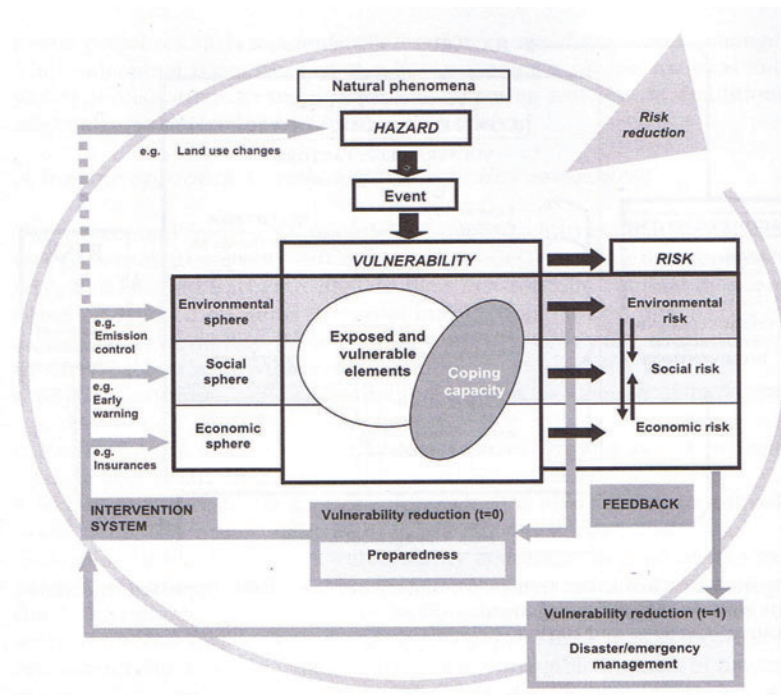 Natural phenomena
HAZARD
Risk
reduction
e.g. Land use changes
Event
VULNERABILITY
RISK
Environmental
sphere
Environmental
risk
e.g.
Emission
control
Exposed and
vulnerable
elements
Coping
capacity
Social
sphere
Social risk
e.g.
Early
warning
Economic
sphere
Economic risk
e.g.
Insurances
INTERVENTION
SYSTEM
Vulnerability reduction (t=0)
Preparedness
FEEDBACK
Vulnerability reduction (t=1)
Disaster/emergency
management